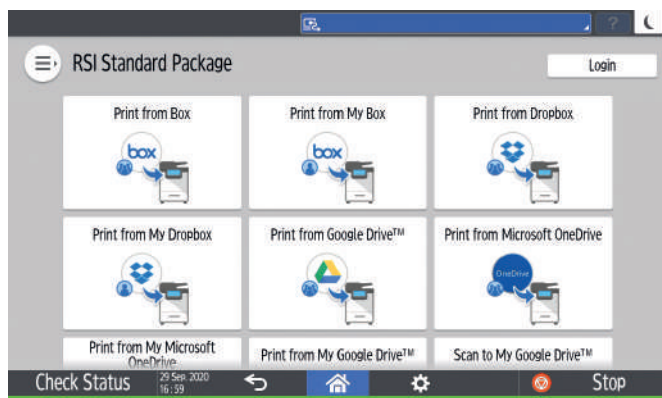 ?
RSI Standard Package
Login
Print from Box
Print from My Box
Print from Dropbox
box
box
Print from My Dropbox
Print from Google Drive™
Print from Microsoft OneDrive
OneDrive
Print from My Microsoft
OneDrive
Print from My Google Drive™
Scan to My Google Drive™
Check Status
29 Sep. 2020
16 : 59
Stop